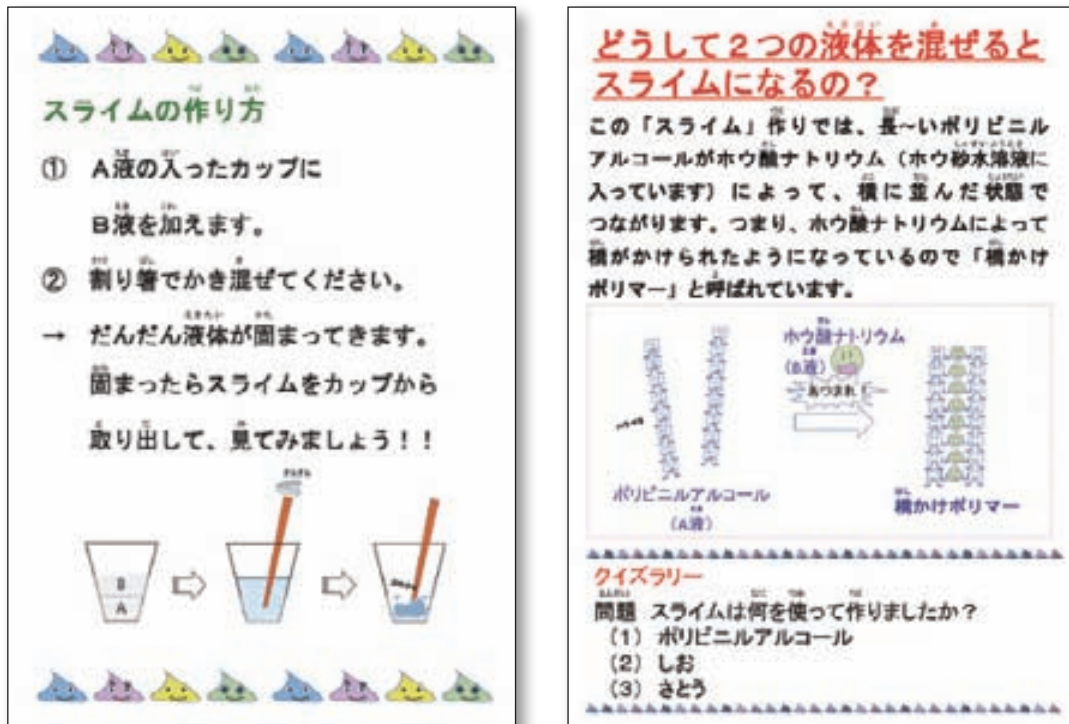 スライムの作り方
① A液の入ったカップに
B液を加えます。
② 割り箸でかき混ぜてください。
→ だんだん液体が固まってきます。
固まったらスライムをカップから
取り出して、見てみましょう！！
B
A
どうして２つの液体を混ぜると
スライムになるの？
この「スライム」作りでは、長～いポリビニル
アルコールがホウ酸ナトリウム（ホウ砂水溶液に
入っています）によって、横に並んだ状態で
つながります。つまり、ホウ酸ナトリウムによって
橋がかけられたようになっているので「橋かけ
ポリマー」と呼ばれています。
ホウ酸ナトリウム
（B液）
あつまれ！
ポリビニルアルコール
（A液）
橋かけポリマー
クイズラリー
問題 スライムは何を使って作りましたか？
（1）ポリビニルアルコール
（2）しお
（3）さとう